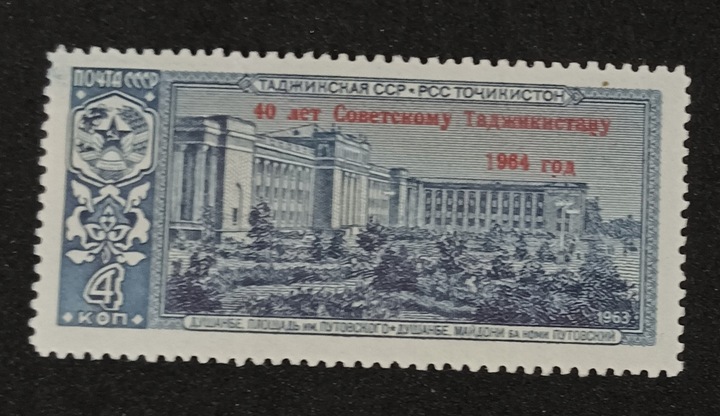 ПОЧТА СССР
ТАДЖИКСКАЯ ССР • РСС ТОҶИКИСТОН
40 лет Советскому Таджикистану
1964 год
4
КОП
1963
ДУШАНБЕ. ПЛОЩАДЬ им. ПУТОВСКОГО • ДУШАНБЕ. МАЙДОНИ БА НОМИ ПУТОВСКИЙ